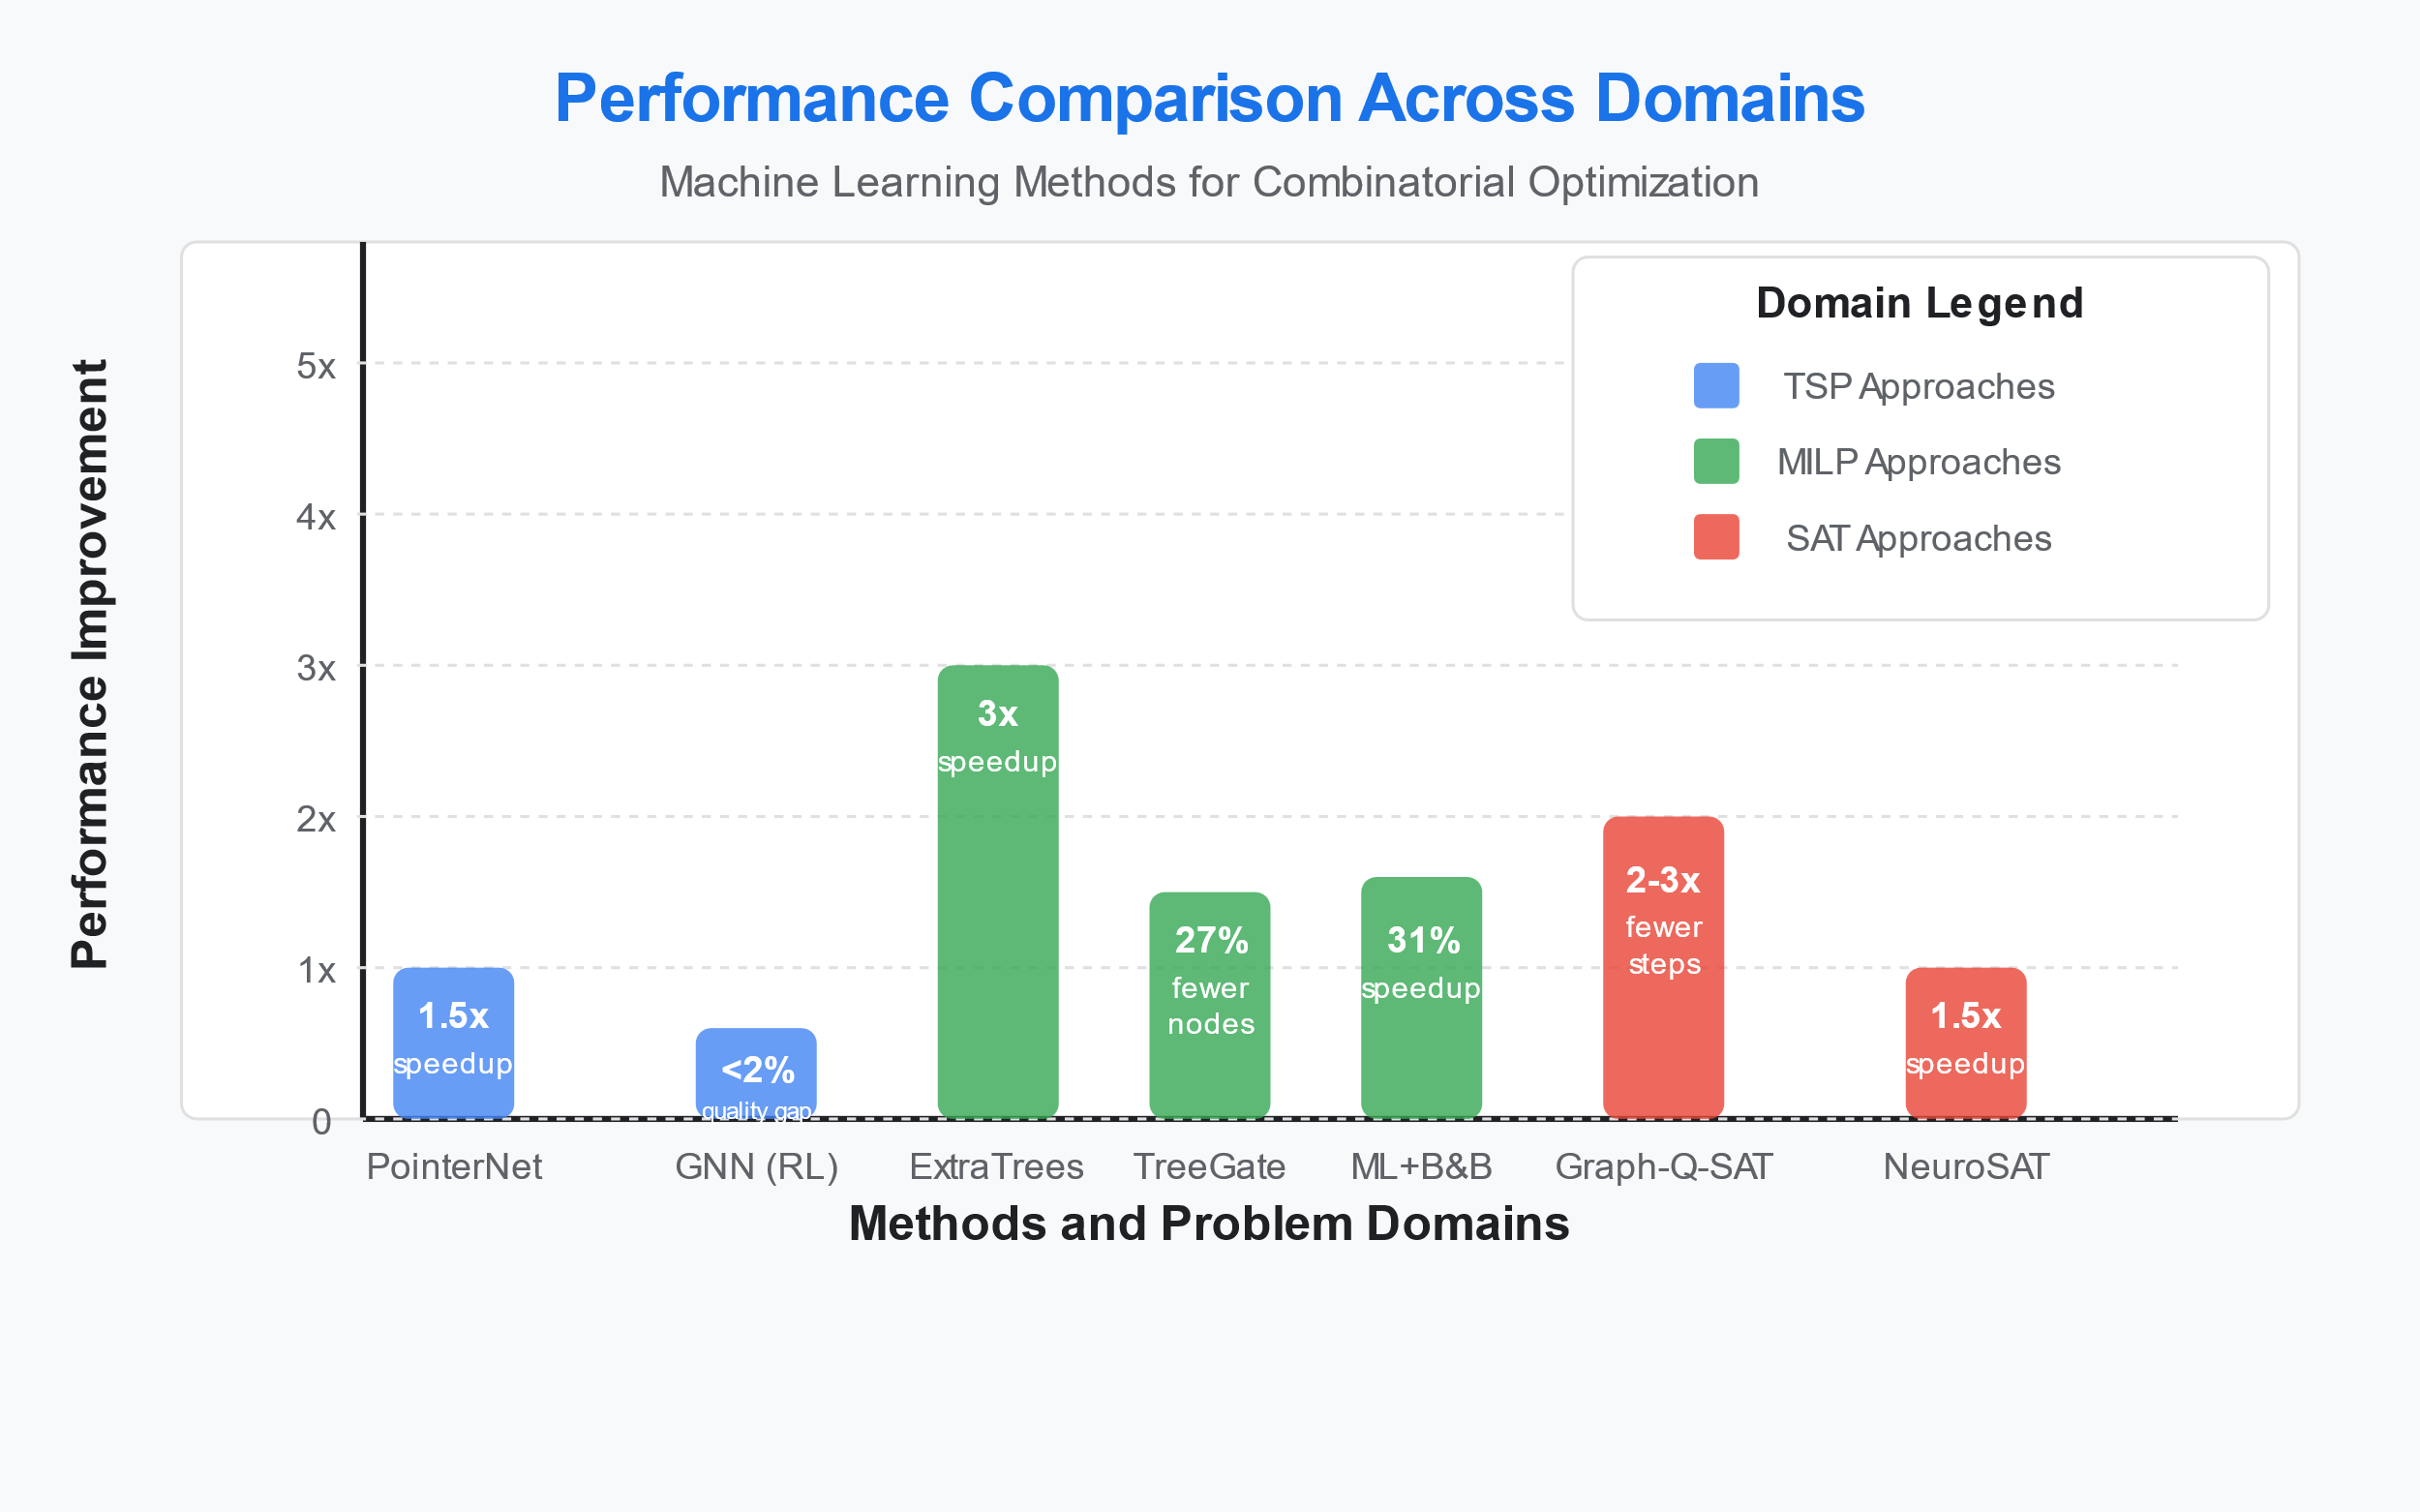 Performance Comparison Across Domains
Machine Learning Methods for Combinatorial Optimization
Performance Improvement
5x
4x
3x
2x
1x
0
Domain Legend
TSP Approaches
MILP Approaches
SAT Approaches
1.5x
speedup
<2%
quality gap
3x
speedup
27%
fewer
nodes
31%
speedup
2-3x
fewer
steps
1.5x
speedup
PointerNet
GNN (RL)
ExtraTrees
TreeGate
ML+B&B
Graph-Q-SAT
NeuroSAT
Methods and Problem Domains